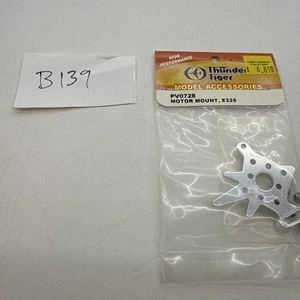 B139
HIGH
PERFORMANCE
Thunder
Tiger
MODEL ACCESSORIES
PV0728
MOTOR MOUNT, E325